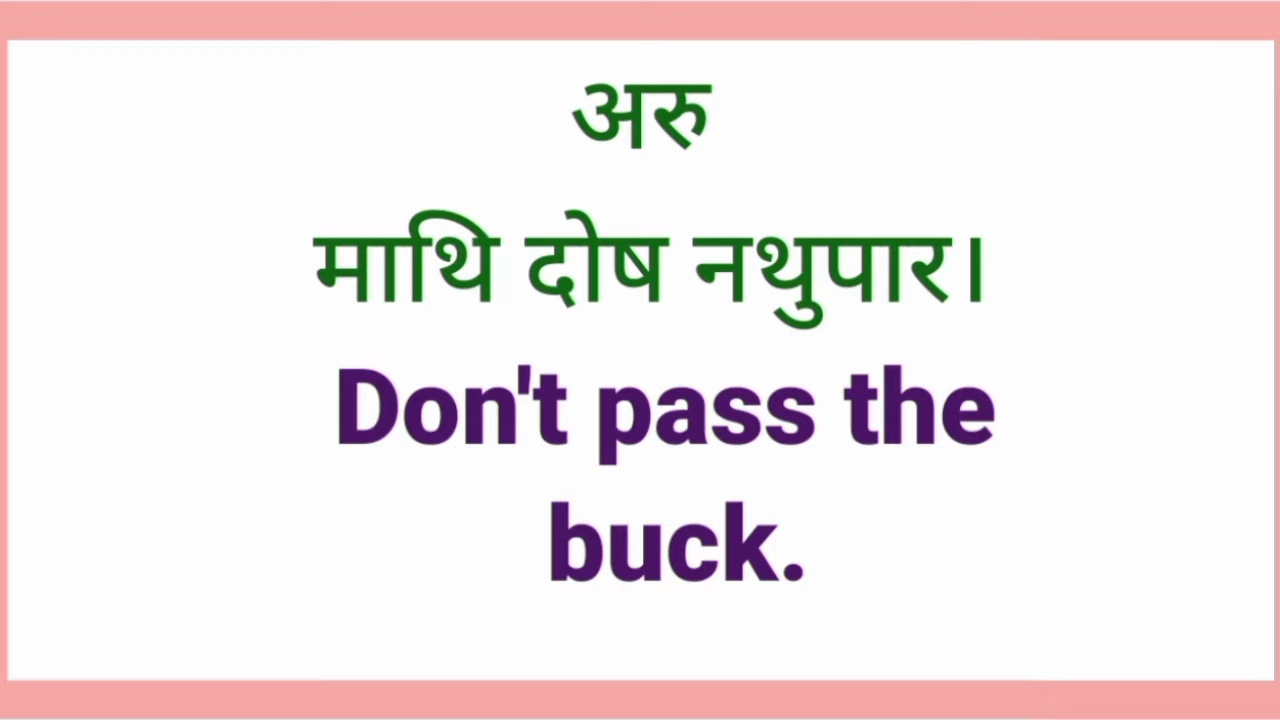 अरु
माथि दोष नथुपार।
Don't pass the
buck.